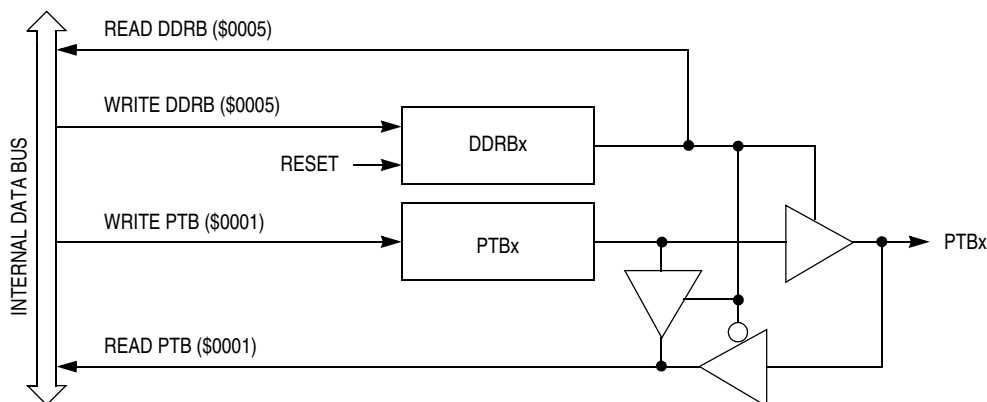 READ DDRB ($0005)
WRITE DDRB ($0005)
DDRBx
RESET
INTERNAL DATA BUS
WRITE PTB ($0001)
PTBx
PTBx
READ PTB ($0001)